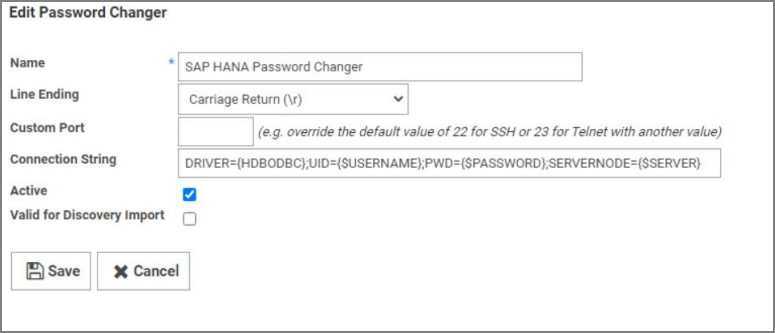 Edit Password Changer
Name * SAP HANA Password Changer
Line Ending Carriage Return (\r)
Custom Port (e.g. override the default value of 22 for SSH or 23 for Telnet with another value)
Connection String DRIVER={HDBODBC};UID={$USERNAME};PWD={$PASSWORD};SERVERNODE={$SERVER}
Active
Valid for Discovery Import
Save Cancel